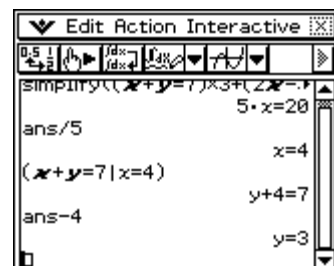 Edit Action Interactive
simplify((x+y=7)×3+(2x-
5·x=20
ans/5
x=4
(x+y=7|x=4)
y+4=7
ans-4
y=3